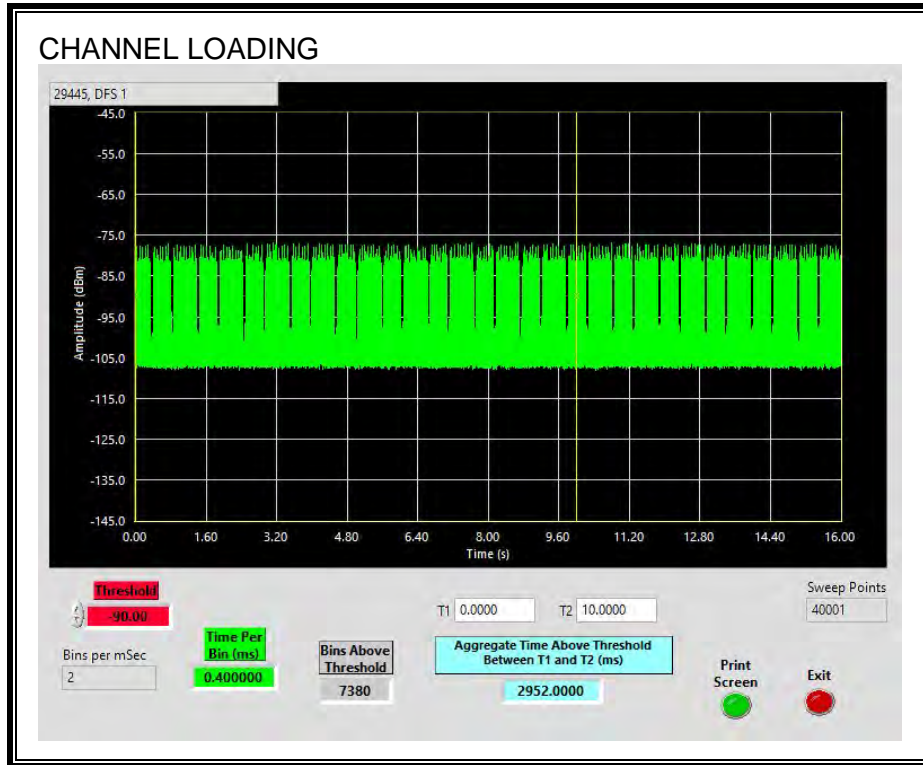 CHANNEL LOADING
29445, DFS 1
-45.0
-55.0
-65.0
-75.0
-85.0
-95.0
-105.0
-115.0
-125.0
-135.0
-145.0
Amplitude (dBm)
0.00 1.60 3.20 4.80 6.40 8.00 9.60 11.20 12.80 14.40 16.00
Time (s)
Threshold
-90.00
Bins per mSec
2
Time Per
Bin (ms)
0.400000
Bins Above
Threshold
7380
T1 0.0000 T2 10.0000
Aggregate Time Above Threshold
Between T1 and T2 (ms)
2952.0000
Sweep Points
40001
Print
Screen
Exit